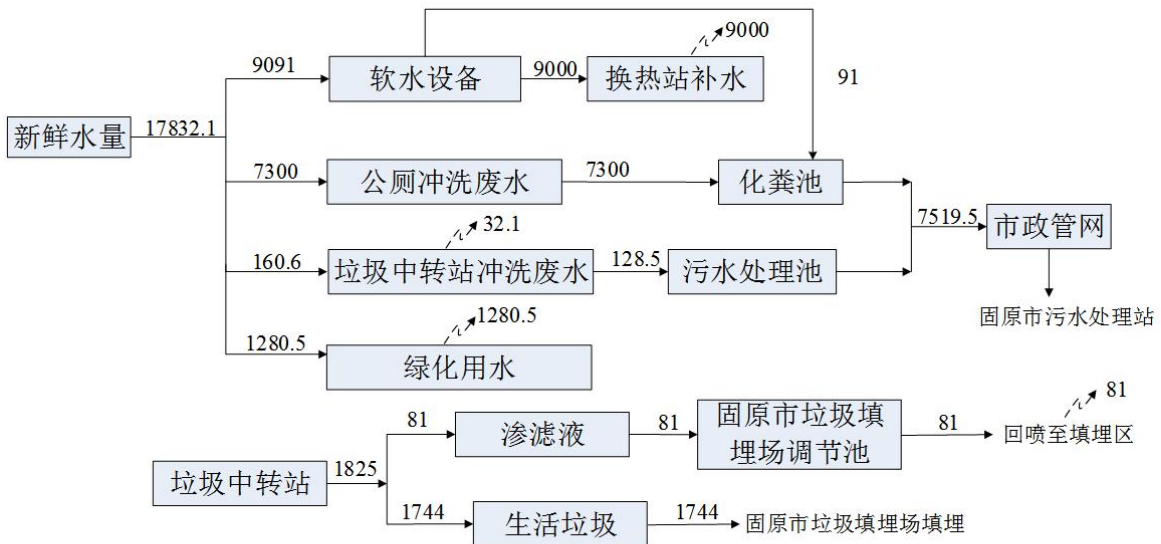 9000
9091
软水设备
9000
换热站补水
91
新鲜水量
17832.1
7300
公厕冲洗废水
7300
化粪池
7519.5
市政管网
32.1
160.6
垃圾中转站冲洗废水
128.5
污水处理池
固原市污水处理站
1280.5
1280.5
绿化用水
81
渗滤液
81
固原市垃圾填
埋场调节池
81
回喷至填埋区
81
垃圾中转站
1825
1744
生活垃圾
1744
固原市垃圾填埋场填埋